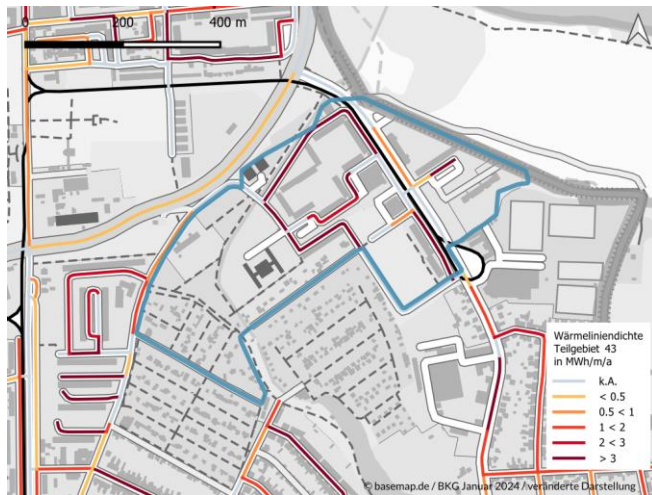 0 200 400 m
Wärmeliniendichte
Teilgebiet 43
in MWh/m/a
k.A.
< 0.5
0.5 < 1
1 < 2
2 < 3
> 3
© basemap.de / BKG Januar 2024 / veränderte Darstellung